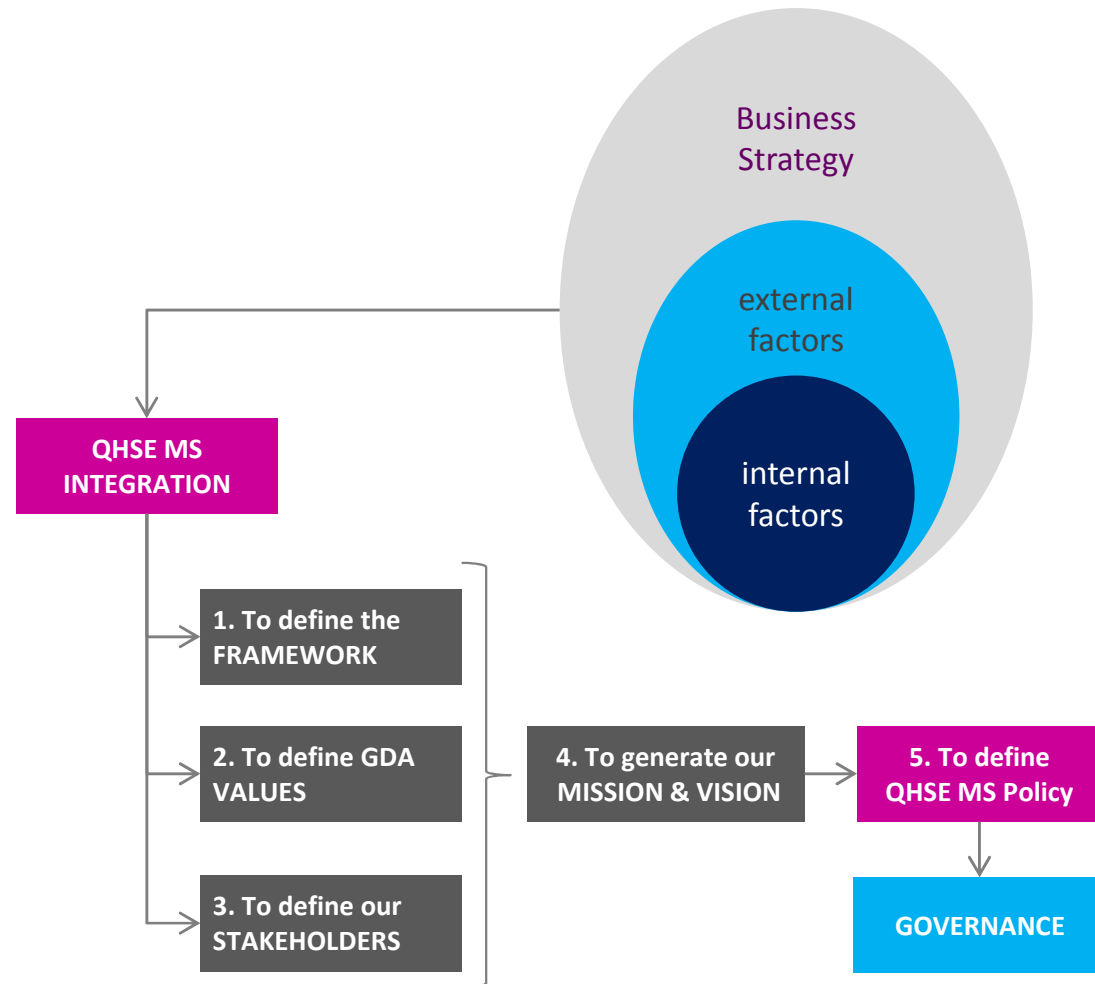 Business
Strategy
external
factors
internal
factors
QHSE MS
INTEGRATION
1. To define the
FRAMEWORK
2. To define GDA
VALUES
3. To define our
STAKEHOLDERS
4. To generate our
MISSION & VISION
5. To define
QHSE MS Policy
GOVERNANCE